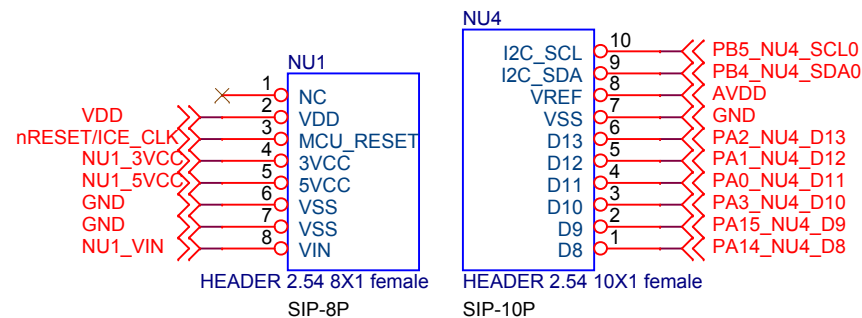 NU1
1 NC
VDD 2 VDD
nRESET/ICE_CLK 3 MCU_RESET
NU1_3VCC 4 3VCC
NU1_5VCC 5 5VCC
GND 6 VSS
GND 7 VSS
NU1_VIN 8 VIN
HEADER 2.54 8X1 female
SIP-8P
NU4
I2C_SCL 10 PB5_NU4_SCL0
I2C_SDA 9 PB4_NU4_SDA0
VREF 8 AVDD
VSS 7 GND
D13 6 PA2_NU4_D13
D12 5 PA1_NU4_D12
D11 4 PA0_NU4_D11
D10 3 PA3_NU4_D10
D9 2 PA15_NU4_D9
D8 1 PA14_NU4_D8
HEADER 2.54 10X1 female
SIP-10P